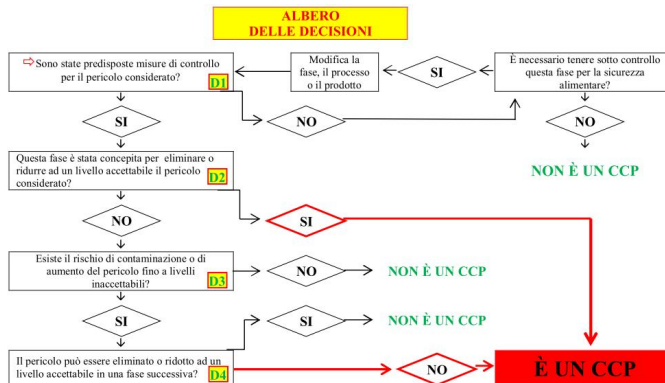 ALBERO
DELLE DECISIONI
⇨Sono state predisposte misure di controllo
per il pericolo considerato?
D1
Modifica la
fase, il processo
o il prodotto
SI
È necessario tenere sotto controllo
questa fase per la sicurezza
alimentare?
SI
NO
NO
NON È UN CCP
Questa fase è stata concepita per eliminare o
ridurre ad un livello accettabile il pericolo
considerato?
D2
NO
SI
Esiste il rischio di contaminazione o di
aumento del pericolo fino a livelli
inaccettabili?
D3
NO
NON È UN CCP
SI
SI
NON È UN CCP
Il pericolo può essere eliminato o ridotto ad un
livello accettabile in una fase successiva?
D4
NO
È UN CCP